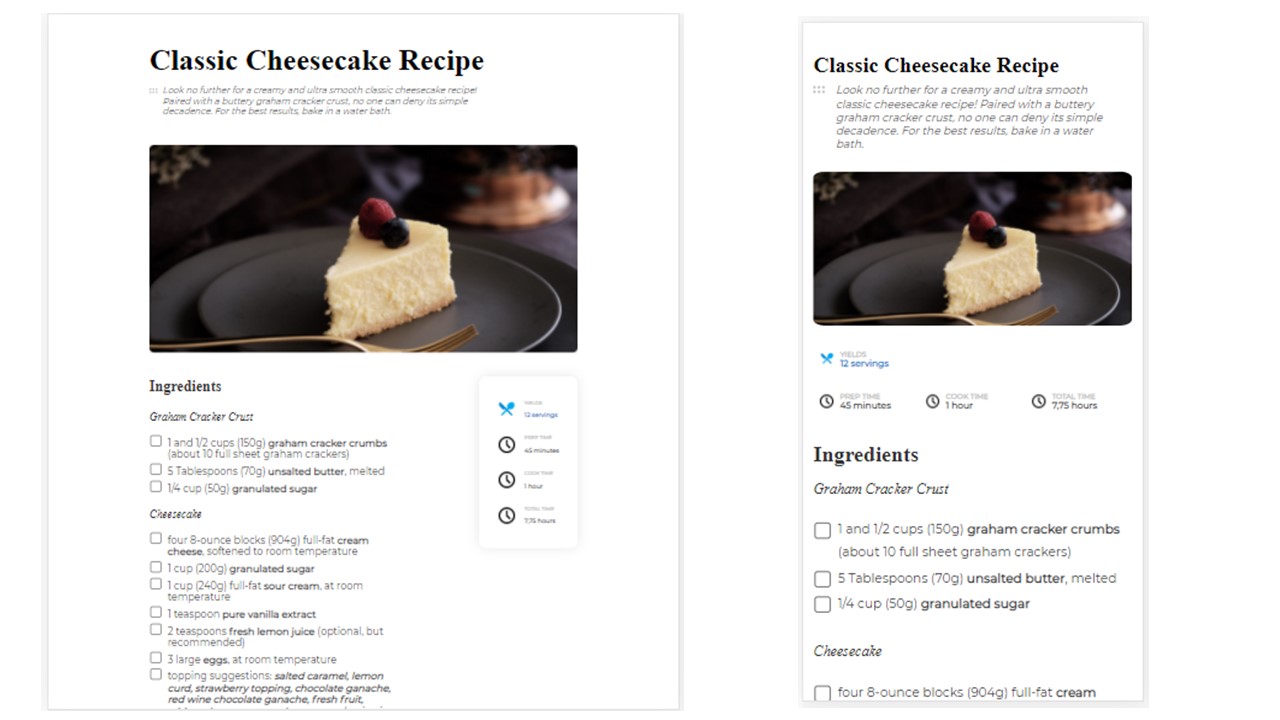 Classic Cheesecake Recipe
Look no further for a creamy and ultra smooth classic cheesecake recipe!
Paired with a buttery graham cracker crust, no one can deny its simple
decadence. For the best results, bake in a water bath.
Ingredients
Graham Cracker Crust
1 and 1/2 cups (150g) graham cracker crumbs
(about 10 full sheet graham crackers)
5 Tablespoons (70g) unsalted butter, melted
1/4 cup (50g) granulated sugar
Cheesecake
four 8-ounce blocks (904g) full-fat cream
cheese, softened to room temperature
1 cup (200g) granulated sugar
1 cup (240g) full-fat sour cream, at room
temperature
1 teaspoon pure vanilla extract
2 teaspoons fresh lemon juice (optional, but
recommended)
3 large eggs, at room temperature
topping suggestions: salted caramel, lemon
curd, strawberry topping, chocolate ganache,
red wine chocolate ganache, fresh fruit,
YIELDS
12 servings
PREP TIME
45 minutes
COOK TIME
1 hour
TOTAL TIME
7,75 hours
Classic Cheesecake Recipe
Look no further for a creamy and ultra smooth
classic cheesecake recipe! Paired with a buttery
graham cracker crust, no one can deny its simple
decadence. For the best results, bake in a water
bath.
YIELDS
12 servings
PREP TIME
45 minutes
COOK TIME
1 hour
TOTAL TIME
7,75 hours
Ingredients
Graham Cracker Crust
1 and 1/2 cups (150g) graham cracker crumbs
(about 10 full sheet graham crackers)
5 Tablespoons (70g) unsalted butter, melted
1/4 cup (50g) granulated sugar
Cheesecake
four 8-ounce blocks (904g) full-fat cream